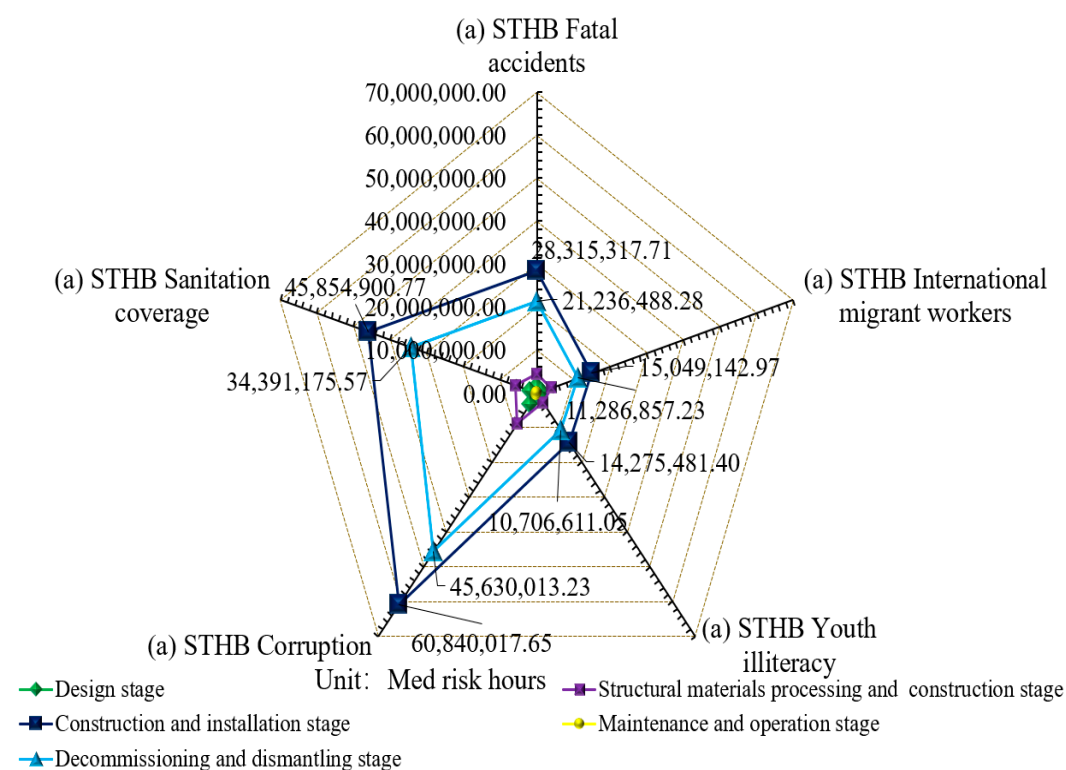 (a) STHB Fatal
accidents
70,000,000.00
60,000,000.00
50,000,000.00
40,000,000.00
30,000,000.00
20,000,000.00
10,000,000.00
0.00
28,315,317.71
21,236,488.28
(a) STHB International
migrant workers
15,049,142.97
11,286,857.23
14,275,481.40
10,706,611.05
(a) STHB Youth
illiteracy
45,630,013.23
60,840,017.65
(a) STHB Corruption
(a) STHB Sanitation
coverage
45,854,900.77
34,391,175.57
Unit: Med risk hours
Design stage
Structural materials processing and construction stage
Construction and installation stage
Maintenance and operation stage
Decommissioning and dismantling stage